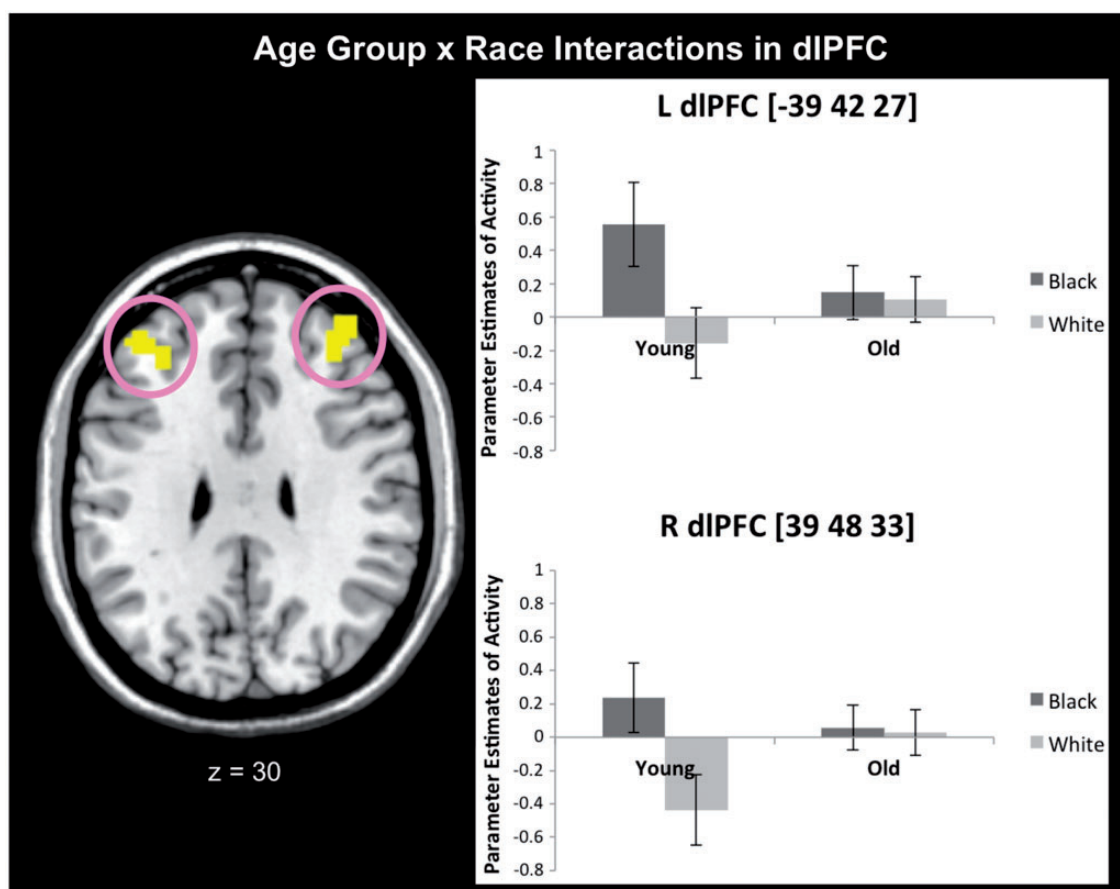 Age Group x Race Interactions in dlPFC
z = 30
L dlPFC [-39 42 27]
Parameter Estimates of Activity
1
0.8
0.6
0.4
0.2
0
-0.2
-0.4
-0.6
-0.8
Young
Old
Black
White
R dlPFC [39 48 33]
Parameter Estimates of Activity
1
0.8
0.6
0.4
0.2
0
-0.2
-0.4
-0.6
-0.8
Young
Old
Black
White